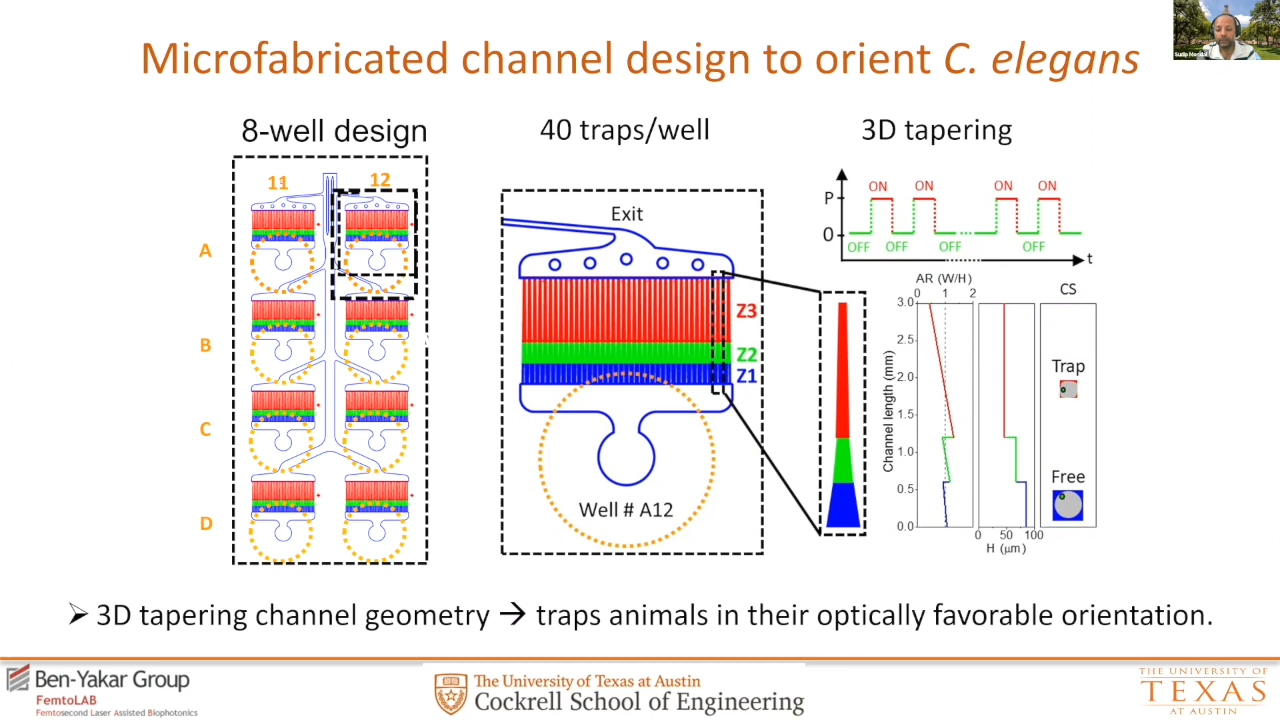 Microfabricated channel design to orient C. elegans
Sudip Mondal
8-well design
11
12
A
B
C
D
40 traps/well
Exit
Z3
Z2
Z1
Well # A12
3D tapering
P
0
ON
ON
ON
ON
OFF
OFF
OFF
OFF
t
AR (W/H)
0
1
2
CS
3.0
2.5
2.0
1.5
1.0
0.5
0.0
Channel length (mm)
0
50
100
H (μm)
Trap
Free
➢ 3D tapering channel geometry → traps animals in their optically favorable orientation.
Ben-Yakar Group
FemtoLAB
Femtosecond Laser Assisted Biophotonics
The University of Texas at Austin
Cockrell School of Engineering
THE UNIVERSITY OF
TEXAS
AT AUSTIN